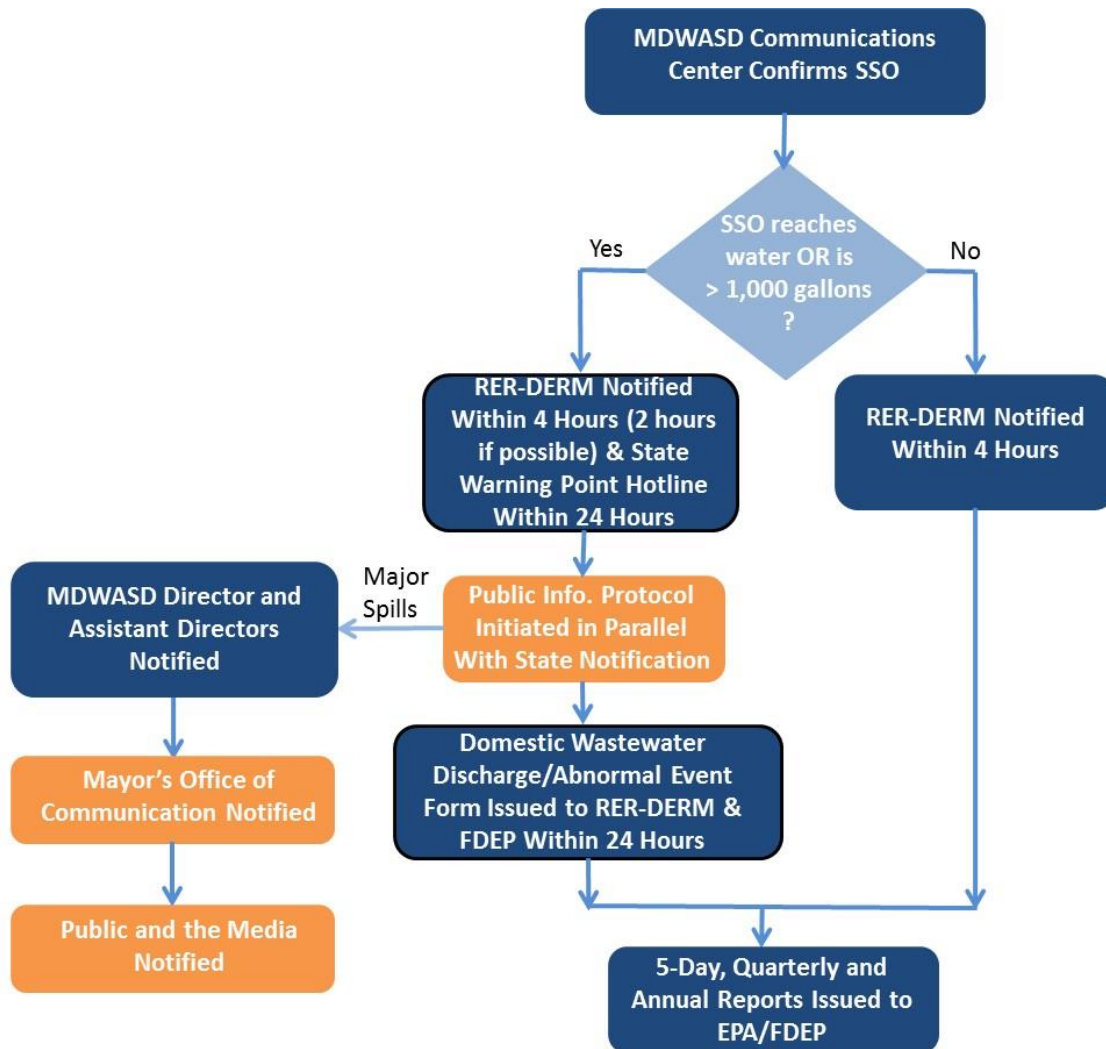 MDWASD Communications
Center Confirms SSO
SSO reaches
water OR is
> 1,000 gallons
?
Yes
No
RER-DERM Notified
Within 4 Hours (2 hours
if possible) & State
Warning Point Hotline
Within 24 Hours
RER-DERM Notified
Within 4 Hours
Public Info. Protocol
Initiated in Parallel
With State Notification
Major
Spills
MDWASD Director and
Assistant Directors
Notified
Mayor’s Office of
Communication Notified
Public and the Media
Notified
Domestic Wastewater
Discharge/Abnormal Event
Form Issued to RER-DERM &
FDEP Within 24 Hours
5-Day, Quarterly and
Annual Reports Issued to
EPA/FDEP